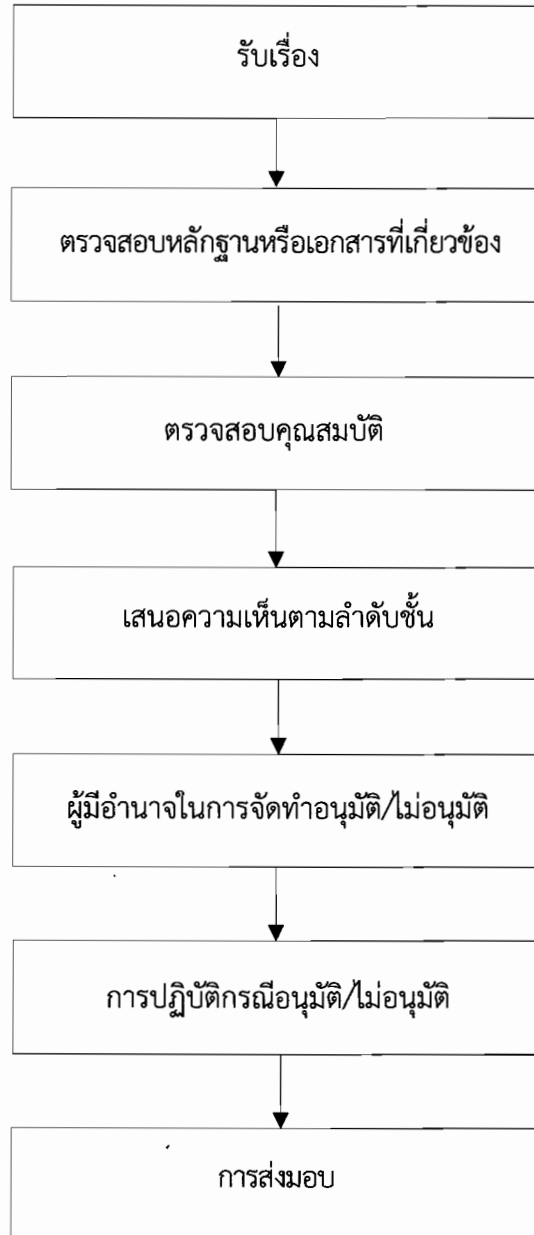 รับเรื่อง
ตรวจสอบหลักฐานหรือเอกสารที่เกี่ยวข้อง
ตรวจสอบคุณสมบัติ
เสนอความเห็นตามลำดับชั้น
ผู้มีอำนาจในการจัดทำอนุมัติ/ไม่อนุมัติ
การปฏิบัติกรณีอนุมัติ/ไม่อนุมัติ
การส่งมอบ